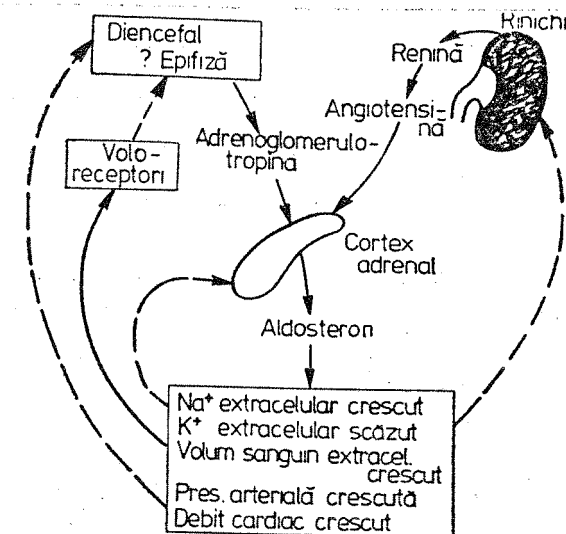 Diencefal
? Epifiză
Rinichi
Renină
Angiotensi-
nă
Adrenoglomerulo-
tropina
Volo-
receptori
Cortex
adrenal
Aldosteron
Na+ extracelular crescut
K+ extracelular scăzut
Volum sanguin extracel.
crescut
Pres. arterială crescută
Debit cardiac crescut